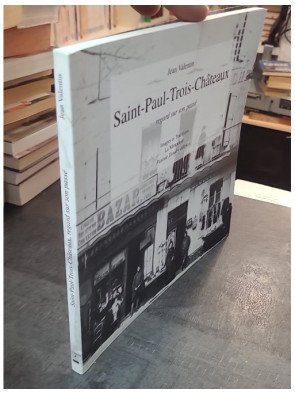 Jean Valentin
Saint-Paul-Trois-Châteaux
regard sur son passé
BAZAR
Jean Valentin
Saint-Paul-Trois-Châteaux, regard sur son passé